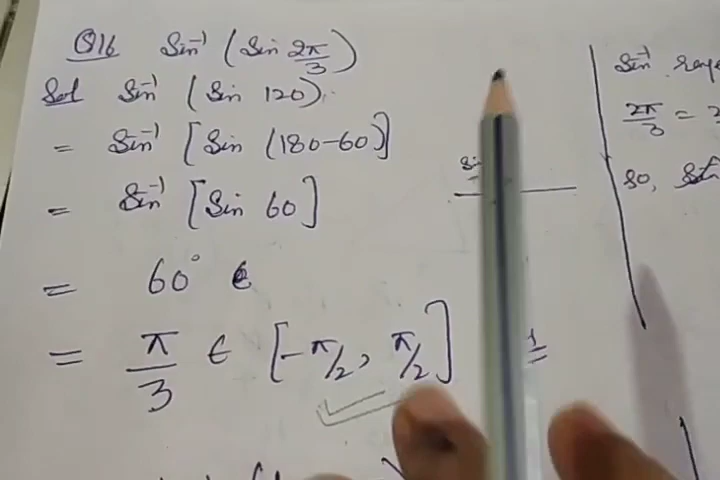 Q16 Sin⁻¹ (Sin 2π/3)
Sol Sin⁻¹ (Sin 120)
= Sin⁻¹ [Sin (180-60)]
= Sin⁻¹ [Sin 60]
= 60°
= π/3 ∈ [-π/2, π/2]
Sin⁻¹
2π/3 =
SO,